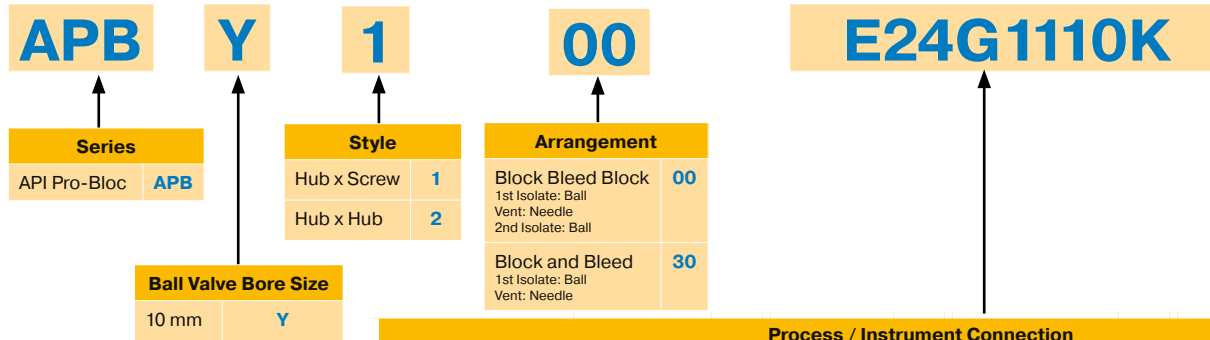 APB Y 1 00 E24G1110K
Series
API Pro-Bloc APB
Style
Hub x Screw 1
Hub x Hub 2
Arrangement
Block Bleed Block 00
1st Isolate: Ball
Vent: Needle
2nd Isolate: Ball
Block and Bleed 30
1st Isolate: Ball
Vent: Needle
Ball Valve Bore Size
10 mm Y
Process / Instrument Connection